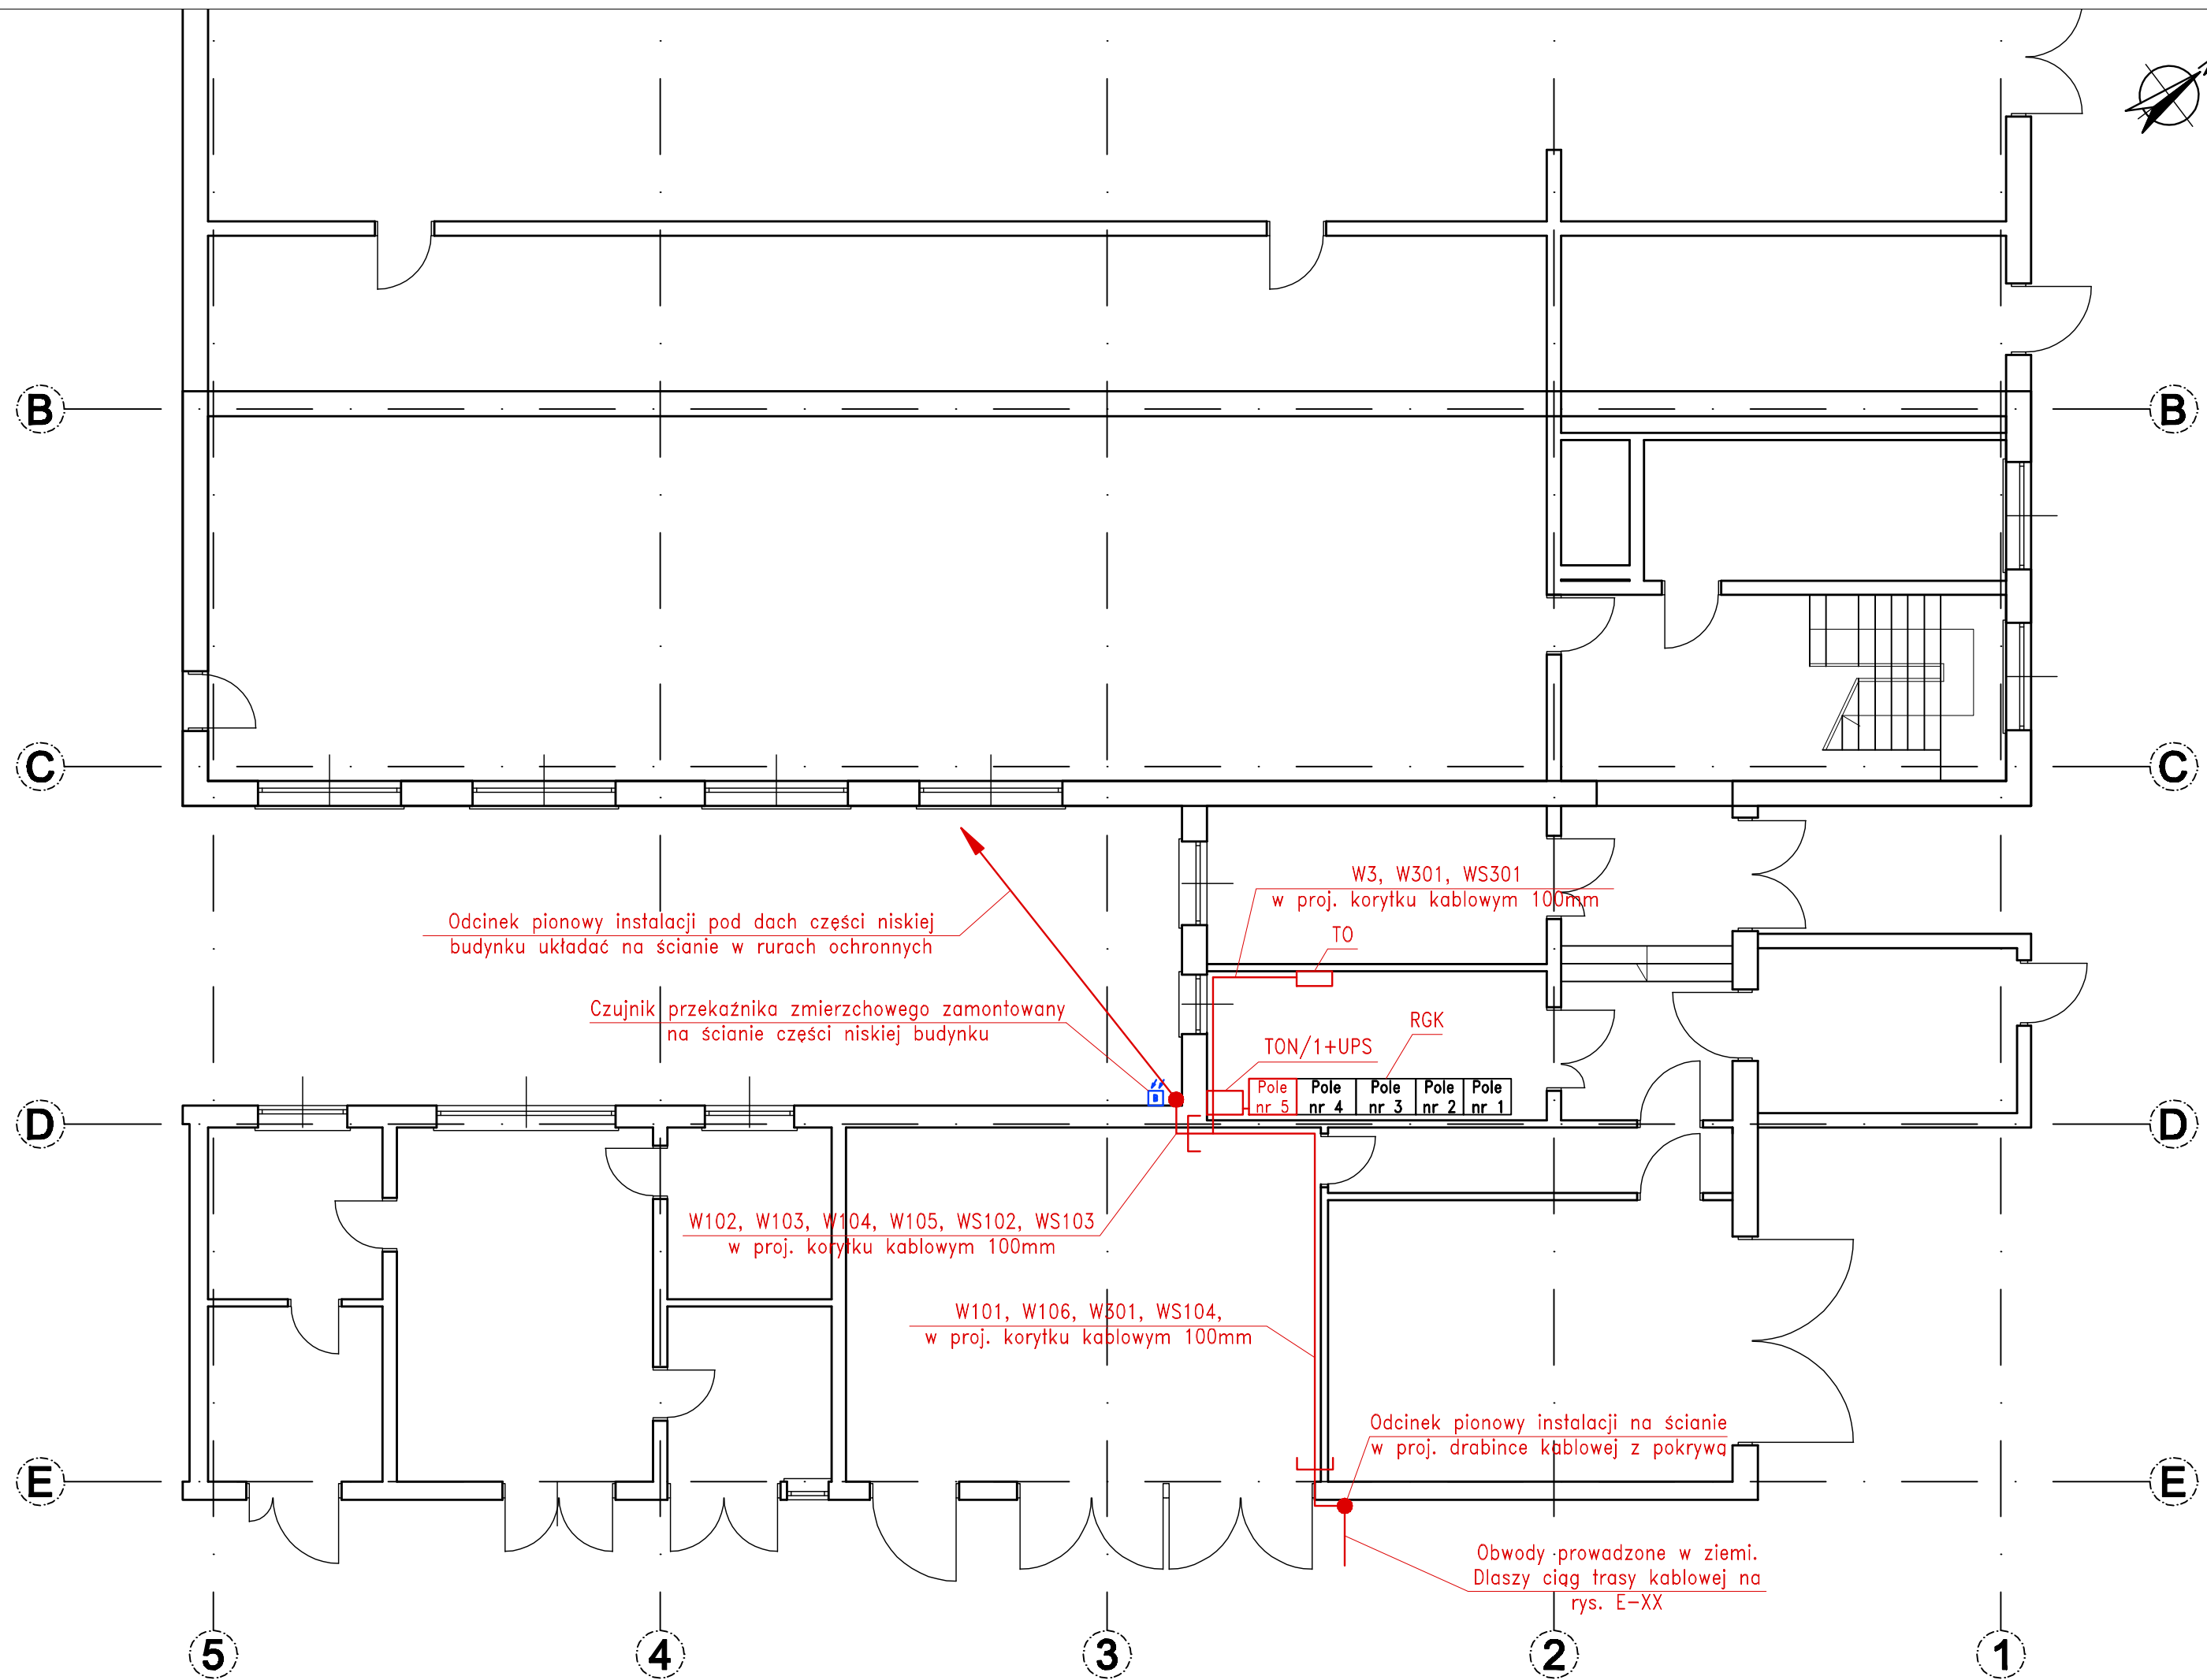 B
B
C
C
W3, W301, WS301
w proj. korytku kablowym 100mm
Odcinek pionowy instalacji pod dach części niskiej
budynku układać na ścianie w rurach ochronnych
TO
Czujnik przekaźnika zmierzchowego zamontowany
na ścianie części niskiej budynku
RGK
TON/1+UPS
Pole
nr 5
Pole
nr 4
Pole
nr 3
Pole
nr 2
Pole
nr 1
D
D
W102, W103, W104, W105, WS102, WS103
w proj. korytku kablowym 100mm
W101, W106, W301, WS104,
w proj. korytku kablowym 100mm
Odcinek pionowy instalacji na ścianie
w proj. drabince kablowej z pokrywą
E
E
Obwody prowadzone w ziemi.
Dlaszy ciąg trasy kablowej na
rys. E-XX
5
4
3
2
1